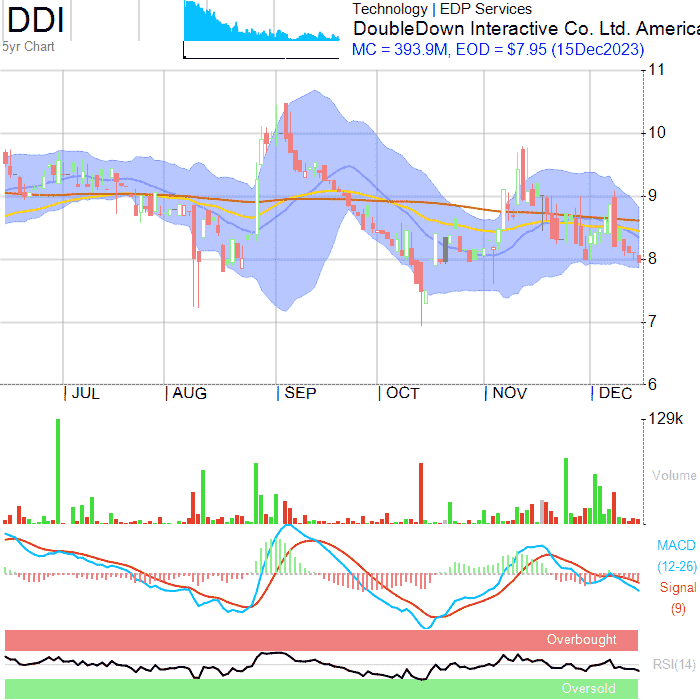 DDI
5yr Chart
Technology | EDP Services
DoubleDown Interactive Co. Ltd. America
MC = 393.9M, EOD = $7.95 (15Dec2023)
11
10
9
8
7
6
| JUL
| AUG
| SEP
| OCT
| NOV
| DEC
129k
Volume
MACD
(12-26)
Signal
(9)
Overbought
RSI(14)
Oversold